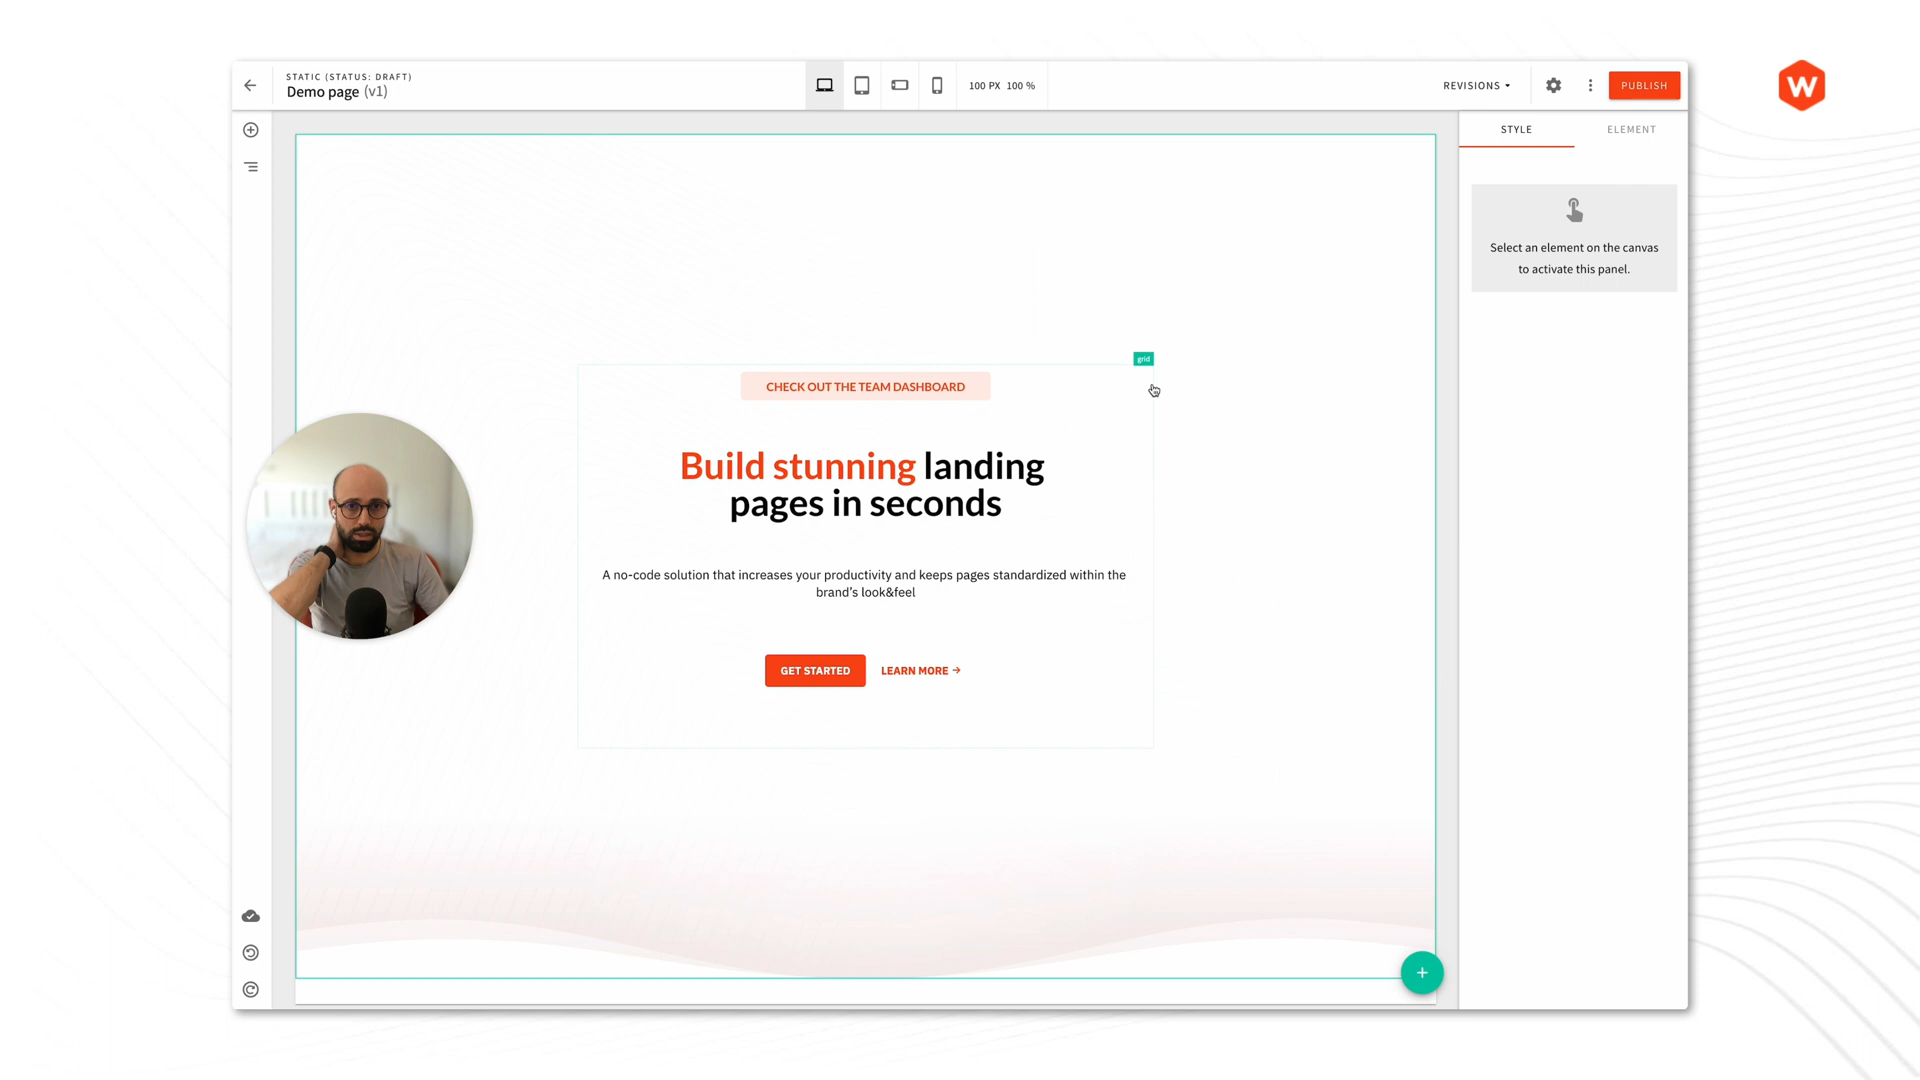 STATIC (STATUS: DRAFT)
Demo page (v1)
100 PX 100 %
REVISIONS
PUBLISH
W
STYLE
ELEMENT
Select an element on the canvas
to activate this panel.
grid
CHECK OUT THE TEAM DASHBOARD
Build stunning landing
pages in seconds
A no-code solution that increases your productivity and keeps pages standardized within the
brand's look&feel
GET STARTED
LEARN MORE →